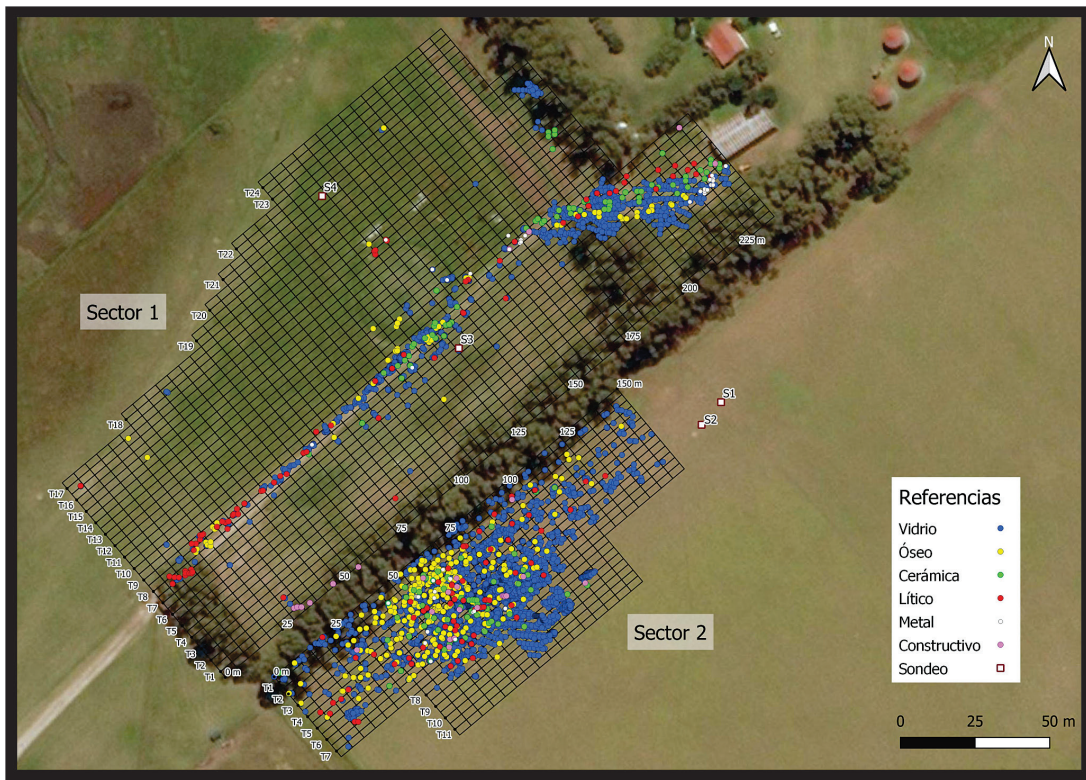 N
T24
T23
S4
T22
T21
T20
T19
T18
T17
T16
T15
T14
T13
T12
T11
T10
T9
T8
T7
T6
T5
T4
T3
T2
T1
Sector 1
0 m
25
50
75
100
125
150
175
200
225 m
S3
S1
S2
0 m
25
50
75
100
125
150 m
T1
T2
T3
T4
T5
T6
T7
T8
T9
T10
T11
Sector 2
Referencias
Vidrio
Óseo
Cerámica
Lítico
Metal
Constructivo
Sondeo
0 25 50 m